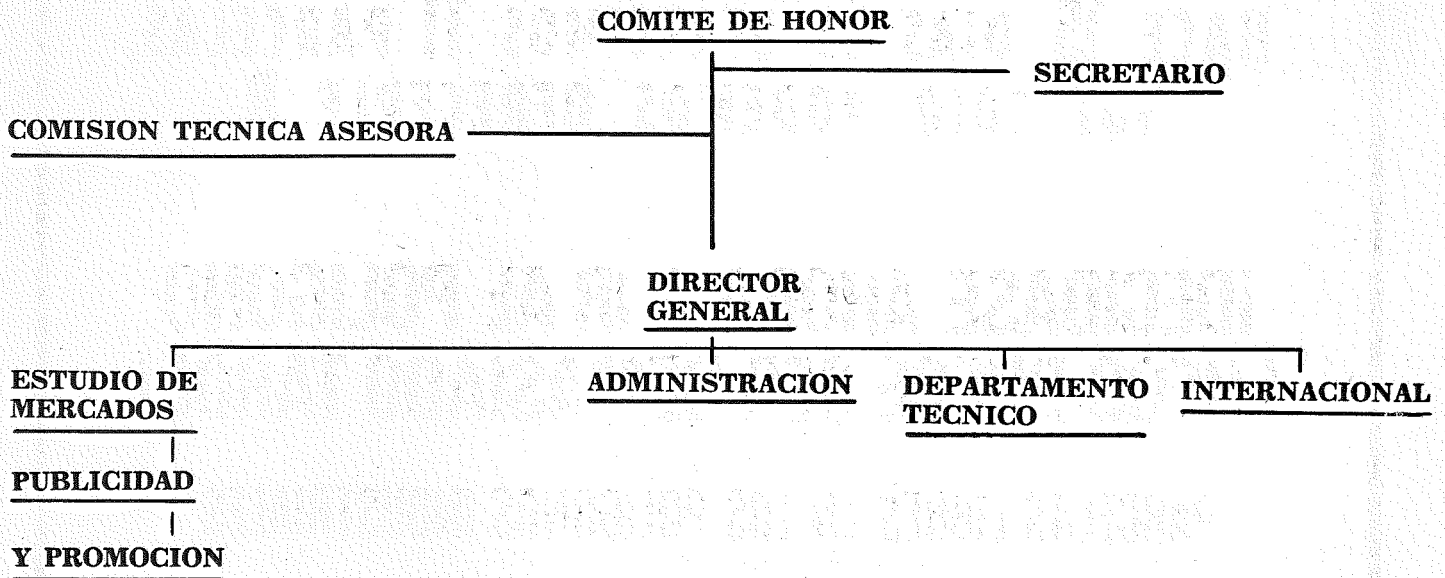 COMITE DE HONOR
SECRETARIO
COMISION TECNICA ASESORA
DIRECTOR
GENERAL
ESTUDIO DE
MERCADOS
ADMINISTRACION
DEPARTAMENTO
TECNICO
INTERNACIONAL
PUBLICIDAD
Y PROMOCION